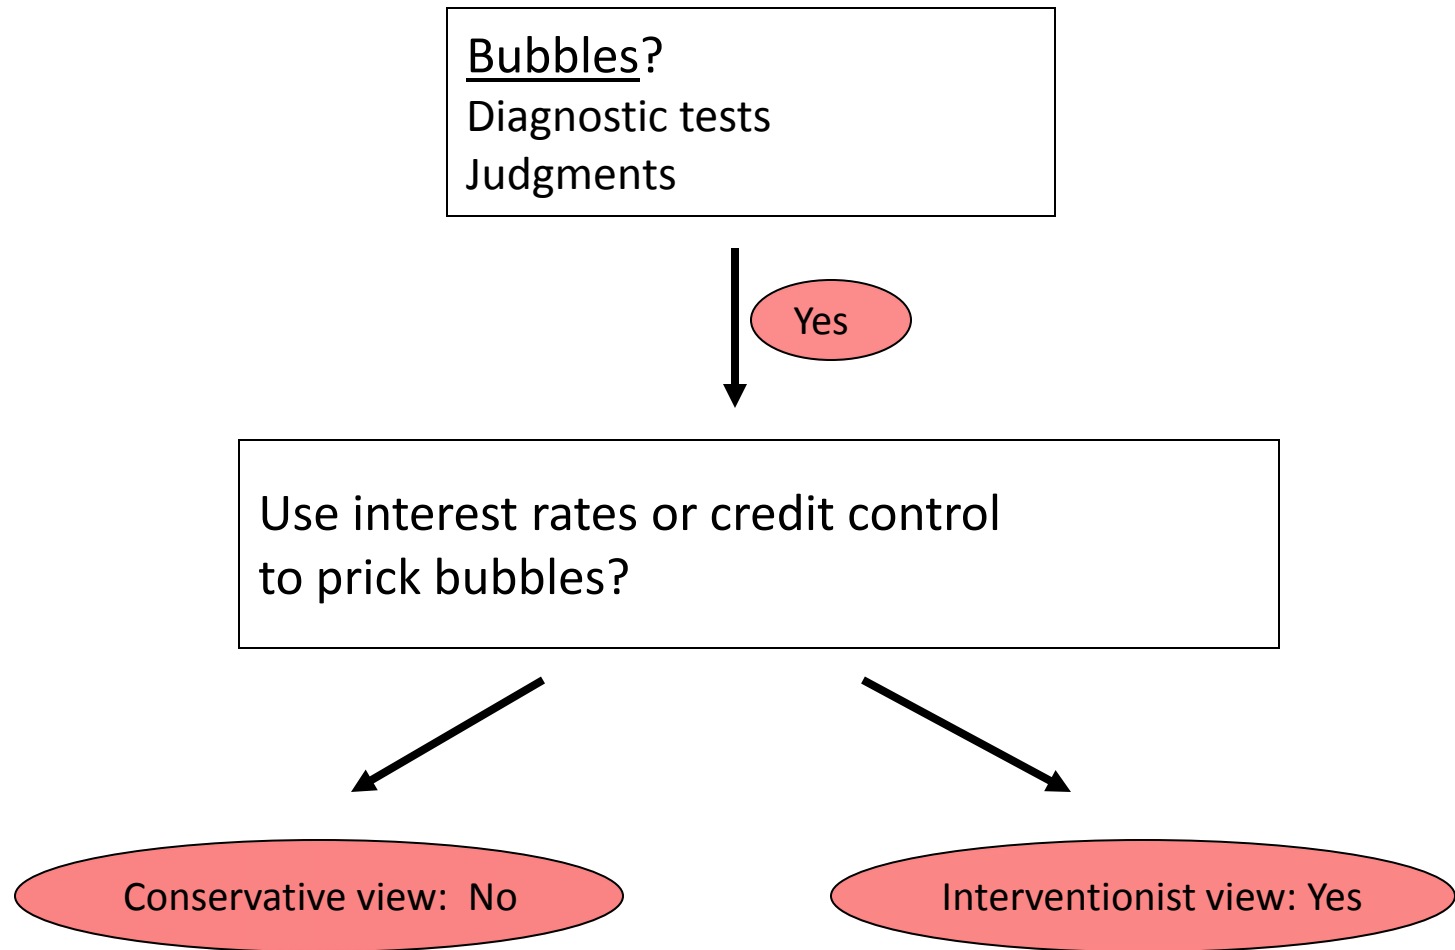 Bubbles?
Diagnostic tests
Judgments
Yes
Use interest rates or credit control
to prick bubbles?
Conservative view:  No
Interventionist view: Yes